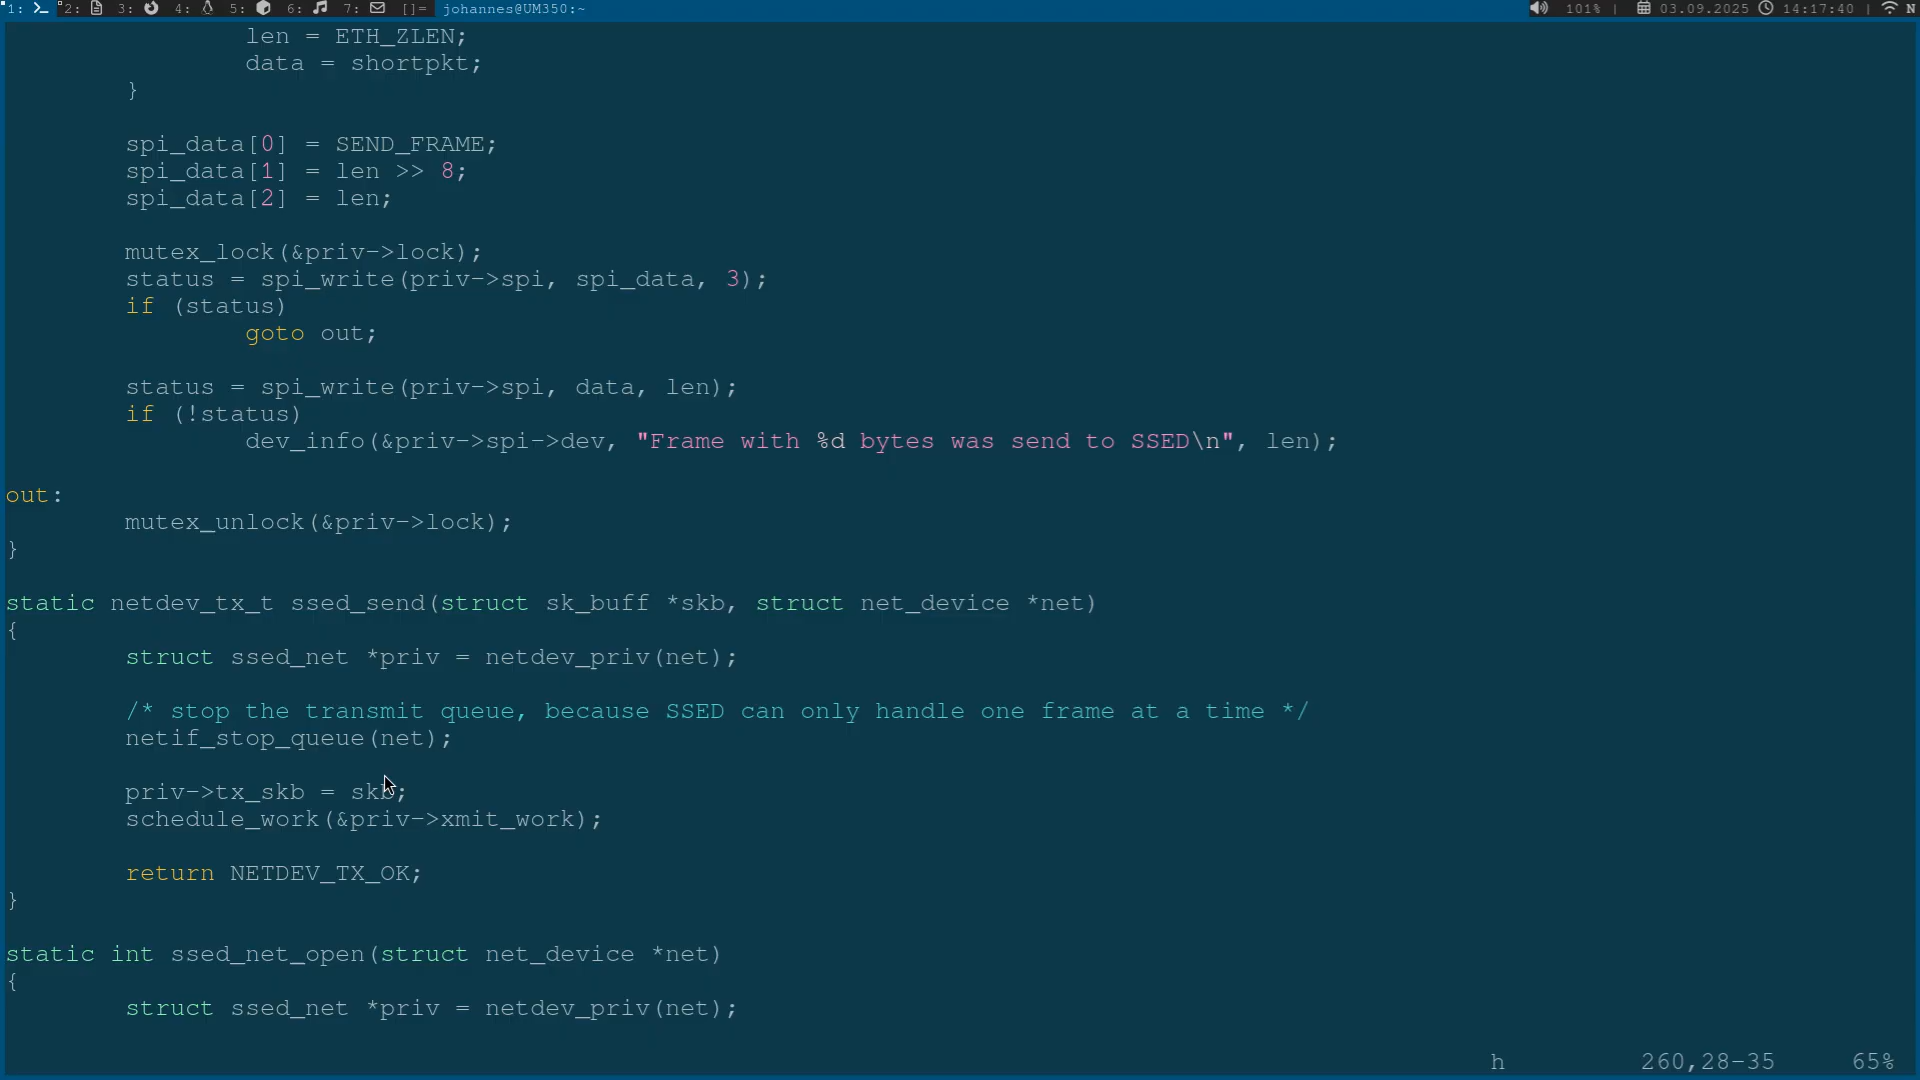 1: 2: 3: 4: 5: 6: 7: []= johannes@UM350:~ 101% | 03.09.2025 14:17:40 | N
len = ETH_ZLEN;
data = shortpkt;
}
spi_data[0] = SEND_FRAME;
spi_data[1] = len >> 8;
spi_data[2] = len;
mutex_lock(&priv->lock);
status = spi_write(priv->spi, spi_data, 3);
if (status)
goto out;
status = spi_write(priv->spi, data, len);
if (!status)
dev_info(&priv->spi->dev, "Frame with %d bytes was send to SSED\n", len);
out:
mutex_unlock(&priv->lock);
}
static netdev_tx_t ssed_send(struct sk_buff *skb, struct net_device *net)
{
struct ssed_net *priv = netdev_priv(net);
/* stop the transmit queue, because SSED can only handle one frame at a time */
netif_stop_queue(net);
priv->tx_skb = skb;
schedule_work(&priv->xmit_work);
return NETDEV_TX_OK;
}
static int ssed_net_open(struct net_device *net)
{
struct ssed_net *priv = netdev_priv(net);
h 260,28-35 65%